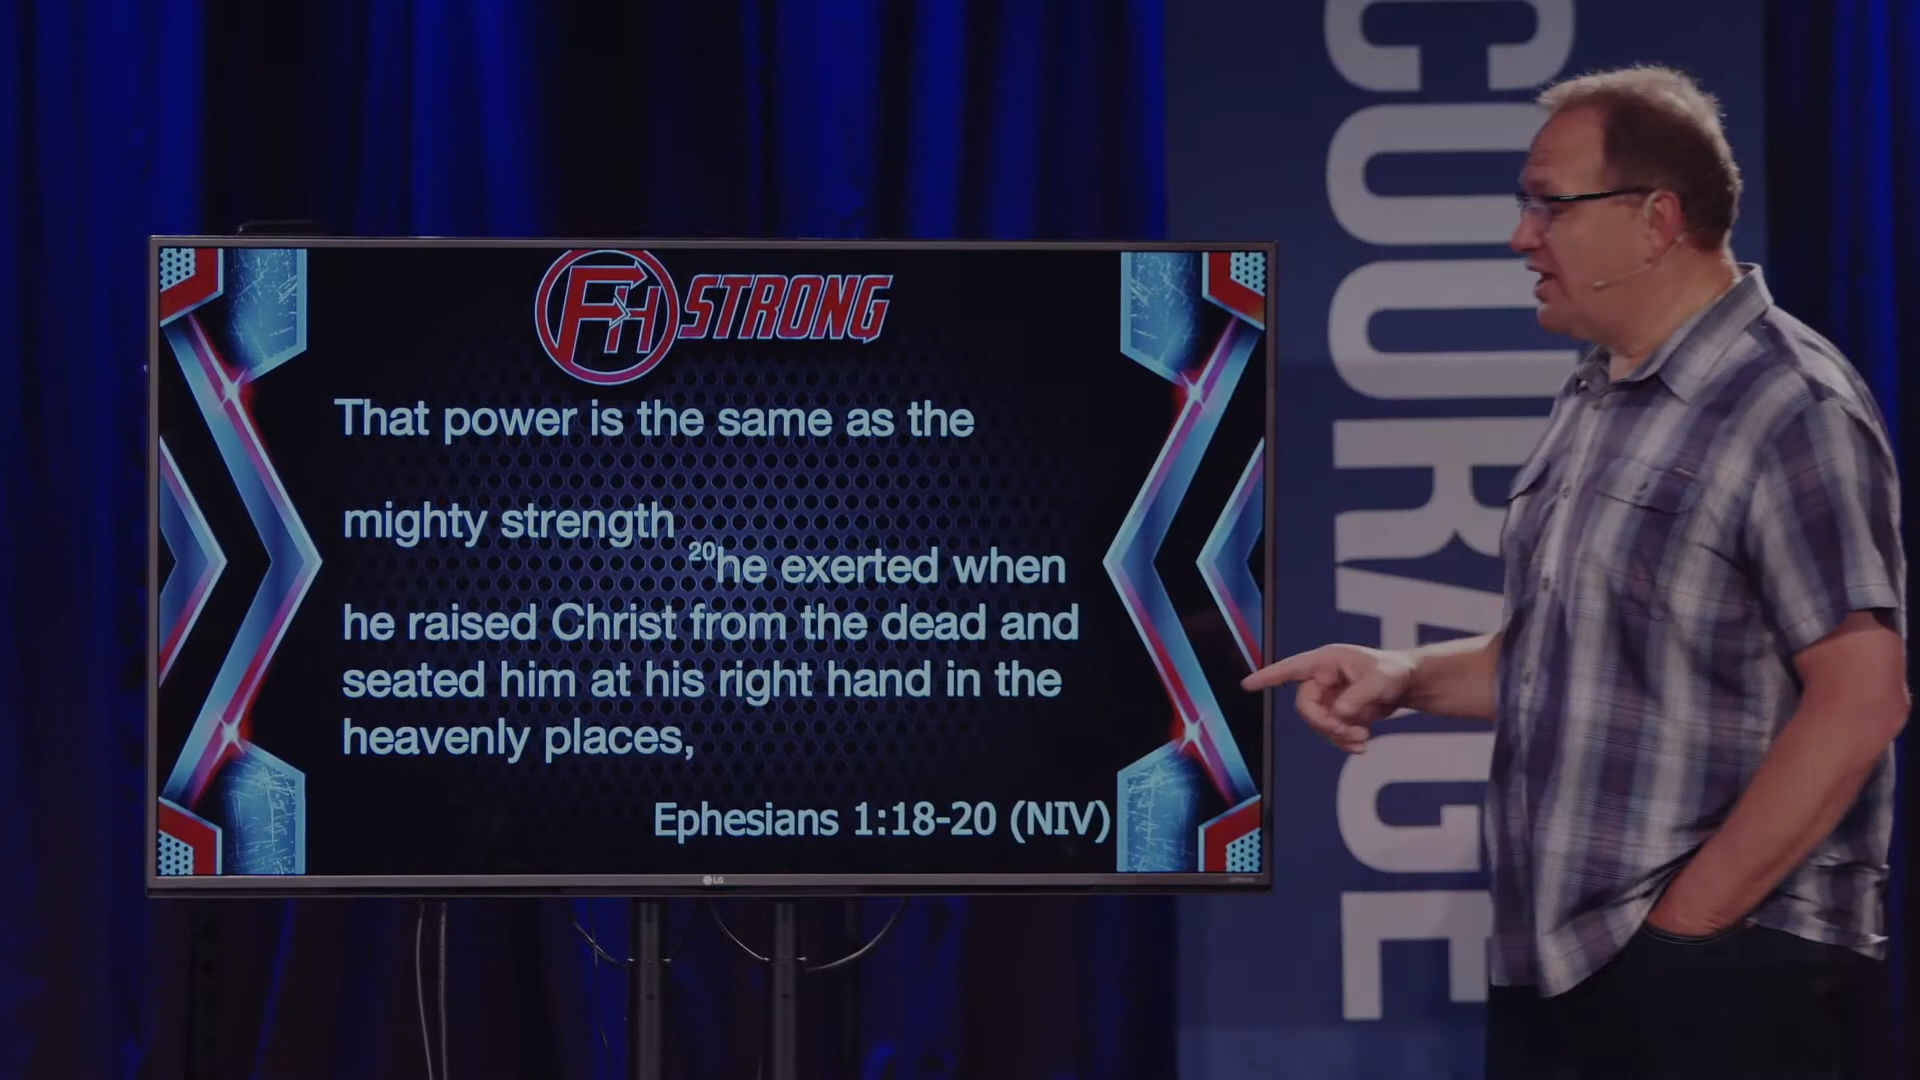 FH STRONG
That power is the same as the
mighty strength
20he exerted when
he raised Christ from the dead and
seated him at his right hand in the
heavenly places,
Ephesians 1:18-20 (NIV)
LG
COURAGE